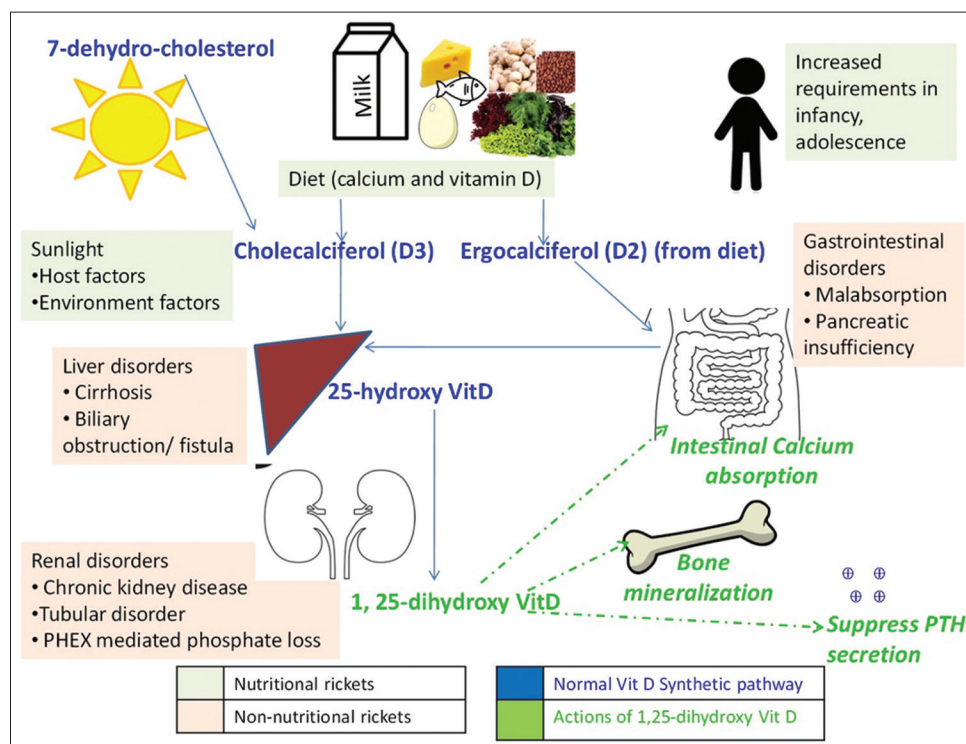 7-dehydro-cholesterol
Milk
Diet (calcium and vitamin D)
Increased
requirements in
infancy,
adolescence
Sunlight
•Host factors
•Environment factors
Cholecalciferol (D3)
Ergocalciferol (D2) (from diet)
Gastrointestinal
disorders
• Malabsorption
• Pancreatic
insufficiency
Liver disorders
• Cirrhosis
• Biliary
obstruction/ fistula
25-hydroxy VitD
Intestinal Calcium
absorption
Bone
mineralization
Renal disorders
• Chronic kidney disease
•Tubular disorder
• PHEX mediated phosphate loss
1, 25-dihydroxy VitD
Suppress PTH
secretion
Nutritional rickets
Non-nutritional rickets
Normal Vit D Synthetic pathway
Actions of 1,25-dihydroxy Vit D